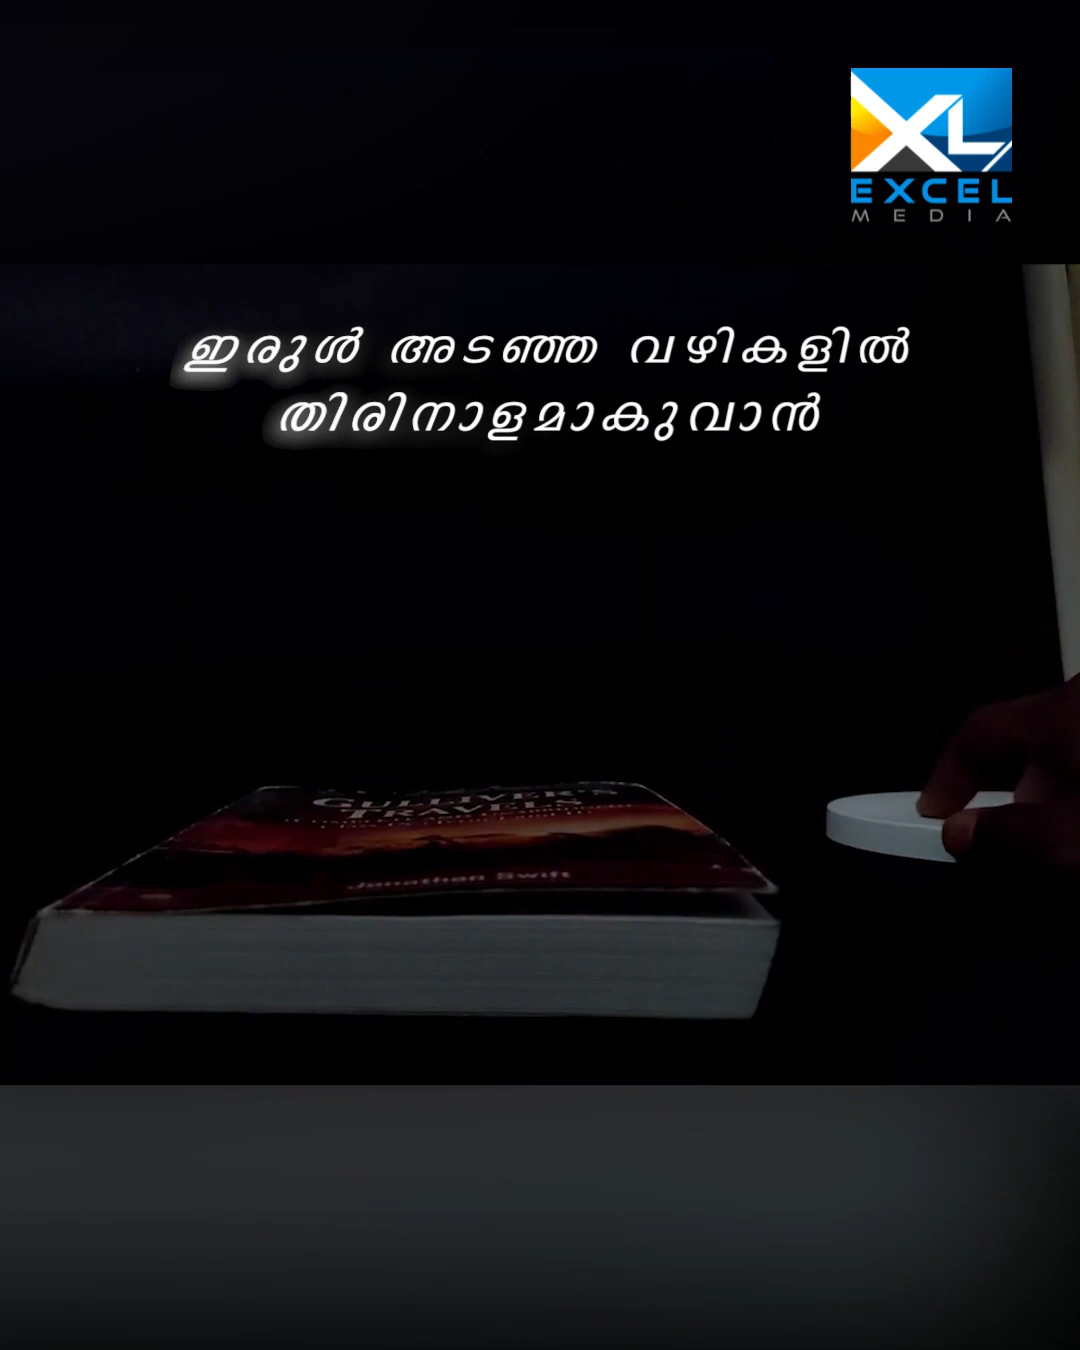 XL
EXCEL
MEDIA
ഇരുൾ അടഞ്ഞ വഴികളിൽ
തിരിനാളമാകുവാൻ
GULLIVER'S
TRAVELS
Jonathan Swift